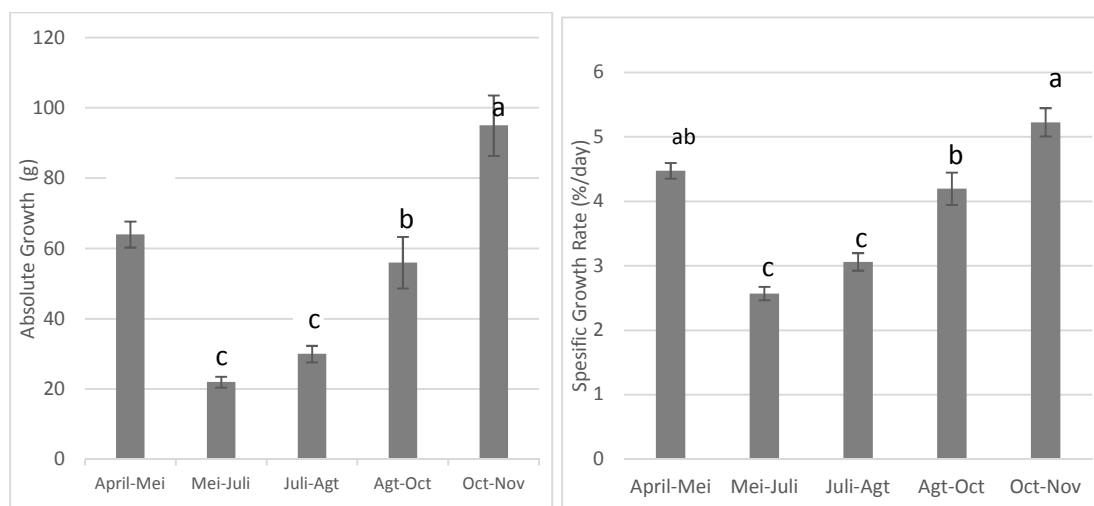 Absolute Growth (g)
120
100
80
60
40
20
0
c
c
b
a
April-Mei Mei-Juli Juli-Agt Agt-Oct Oct-Nov
Spesific Growth Rate (%/day)
6
5
4
3
2
1
0
ab
c
c
b
a
April-Mei Mei-Juli Juli-Agt Agt-Oct Oct-Nov